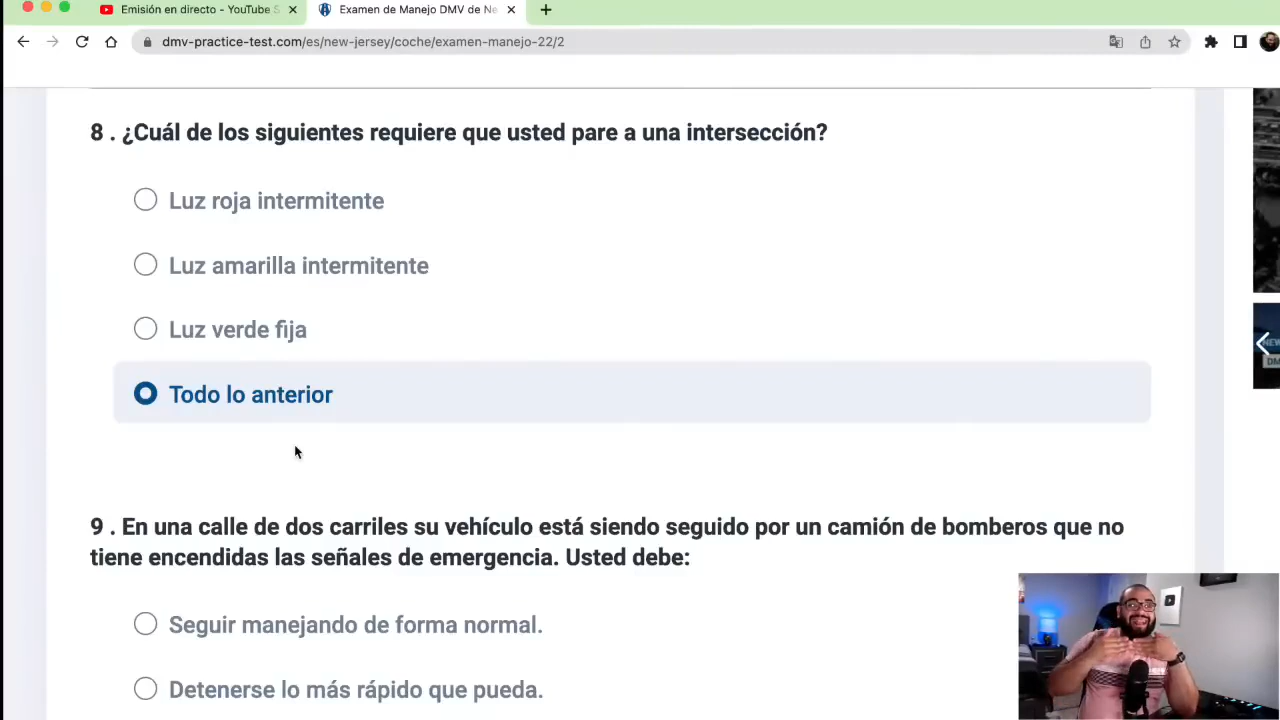 Emisión en directo - YouTube S
Examen de Manejo DMV de Ne
dmv-practice-test.com/es/new-jersey/coche/examen-manejo-22/2
8 . ¿Cuál de los siguientes requiere que usted pare a una intersección?
Luz roja intermitente
Luz amarilla intermitente
Luz verde fija
Todo lo anterior
NEW
DM
9 . En una calle de dos carriles su vehículo está siendo seguido por un camión de bomberos que no
tiene encendidas las señales de emergencia. Usted debe:
Seguir manejando de forma normal.
Detenerse lo más rápido que pueda.